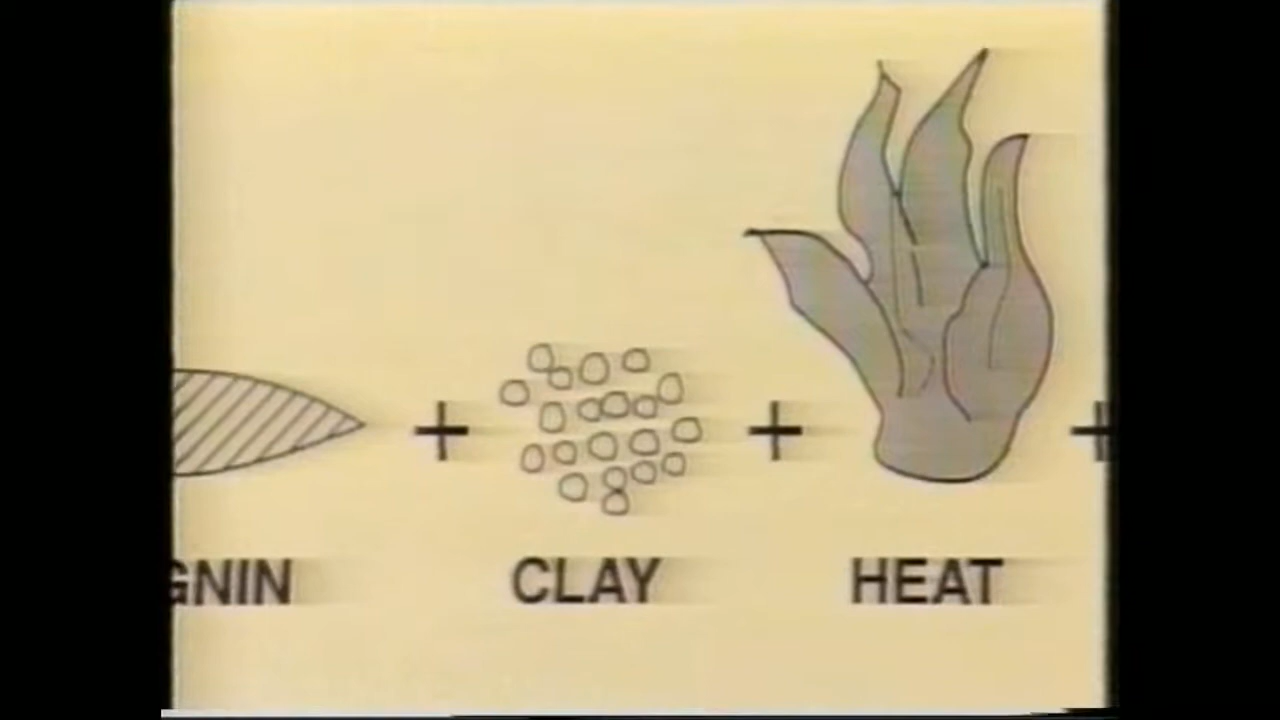 + + +
GNIN CLAY HEAT